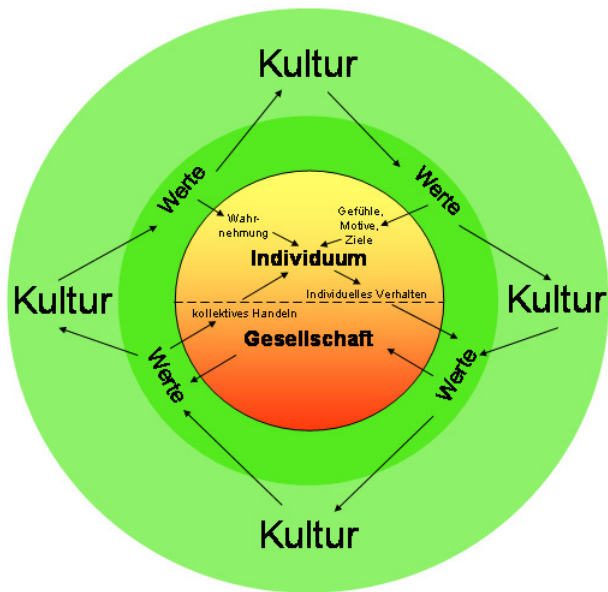 Kultur
Werte
Werte
Wahr-
nehmung
Gefühle,
Motive,
Ziele
Individuum
Individuelles Verhalten
Kultur
Kultur
kollektives Handeln
Gesellschaft
Werte
Werte
Kultur